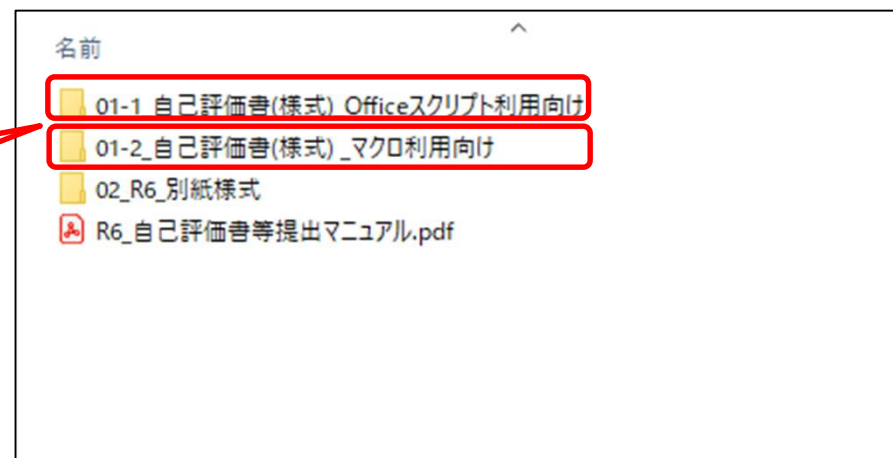 名前
01-1_自己評価書(様式)_Officeスクリプト利用向け
01-2_自己評価書(様式)_マクロ利用向け
02_R6_別紙様式
R6_自己評価書等提出マニュアル.pdf